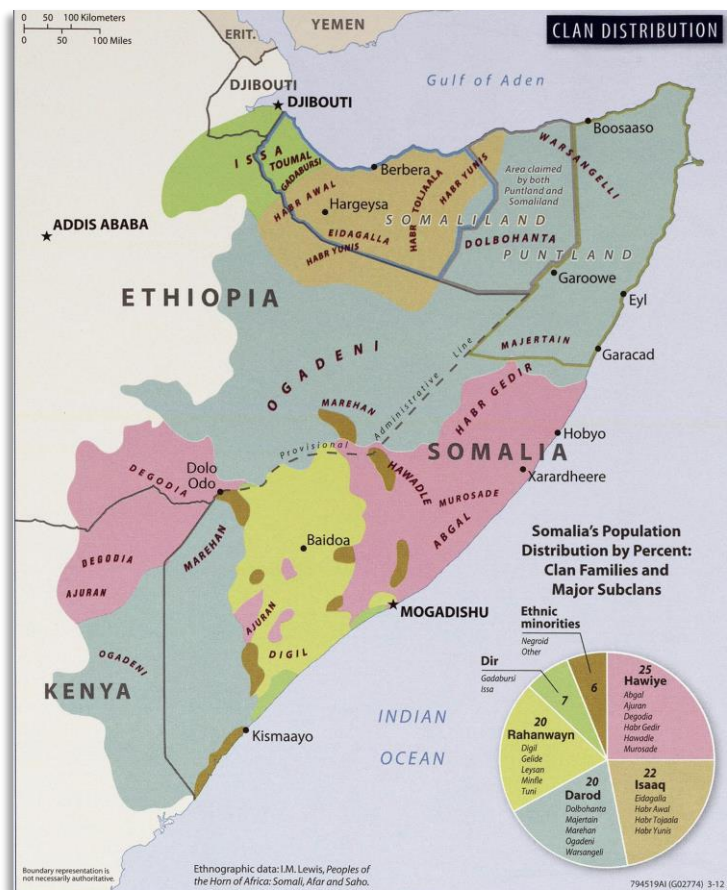 0 50 100 Kilometers
0 50 100 Miles
CLAN DISTRIBUTION
ERIT.
YEMEN
Gulf of Aden
DJIBOUTI
DJIBOUTI
ISSA
TOUMAL
GADABURSI
Berbera
Boosaaso
WARSANGELLI
Area claimed
by both
Puntland and
Somaliland
HABR AWAL
HABR TOLJAALA
HABR YUNIS
Hargeysa
SOMALILAND
ADDIS ABABA
EIDAGALLA
HABR YUNIS
DOLBOHANTA
PUNTLAND
Garoowe
ETHIOPIA
Eyl
OGADENI
MAJERTAIN
Garacad
Provisional Administrative Line
MAREHAN
HABR GEDIR
Hobyo
SOMALIA
DEGODIA
Dolo
Odo
HAWADLE
Xarardheere
MUROSADE
ABGAL
MAREHAN
Baidoa
DEGODIA
AJURAN
AJURAN
MOGADISHU
OGADENI
DIGIL
KENYA
Kismaayo
INDIAN
OCEAN
Somalia's Population
Distribution by Percent:
Clan Families and
Major Subclans
Ethnic
minorities
Negroid
Other
6
Dir
Gadabursi
Issa
7
25
Hawiye
Abgal
Ajuran
Degodia
Habr Gedir
Hawadle
Murosade
20
Rahanwayn
Digil
Gelide
Leysan
Minfle
Tuni
20
Darod
Dolbohanta
Majertain
Marehan
Ogadeni
Warsangeli
22
Isaaq
Eidagalla
Habr Awal
Habr Tojaala
Habr Yunis
Boundary representation is
not necessarily authoritative.
Ethnographic data: I.M. Lewis, Peoples of
the Horn of Africa: Somali, Afar and Saho.
794519AI (G02774) 3-12